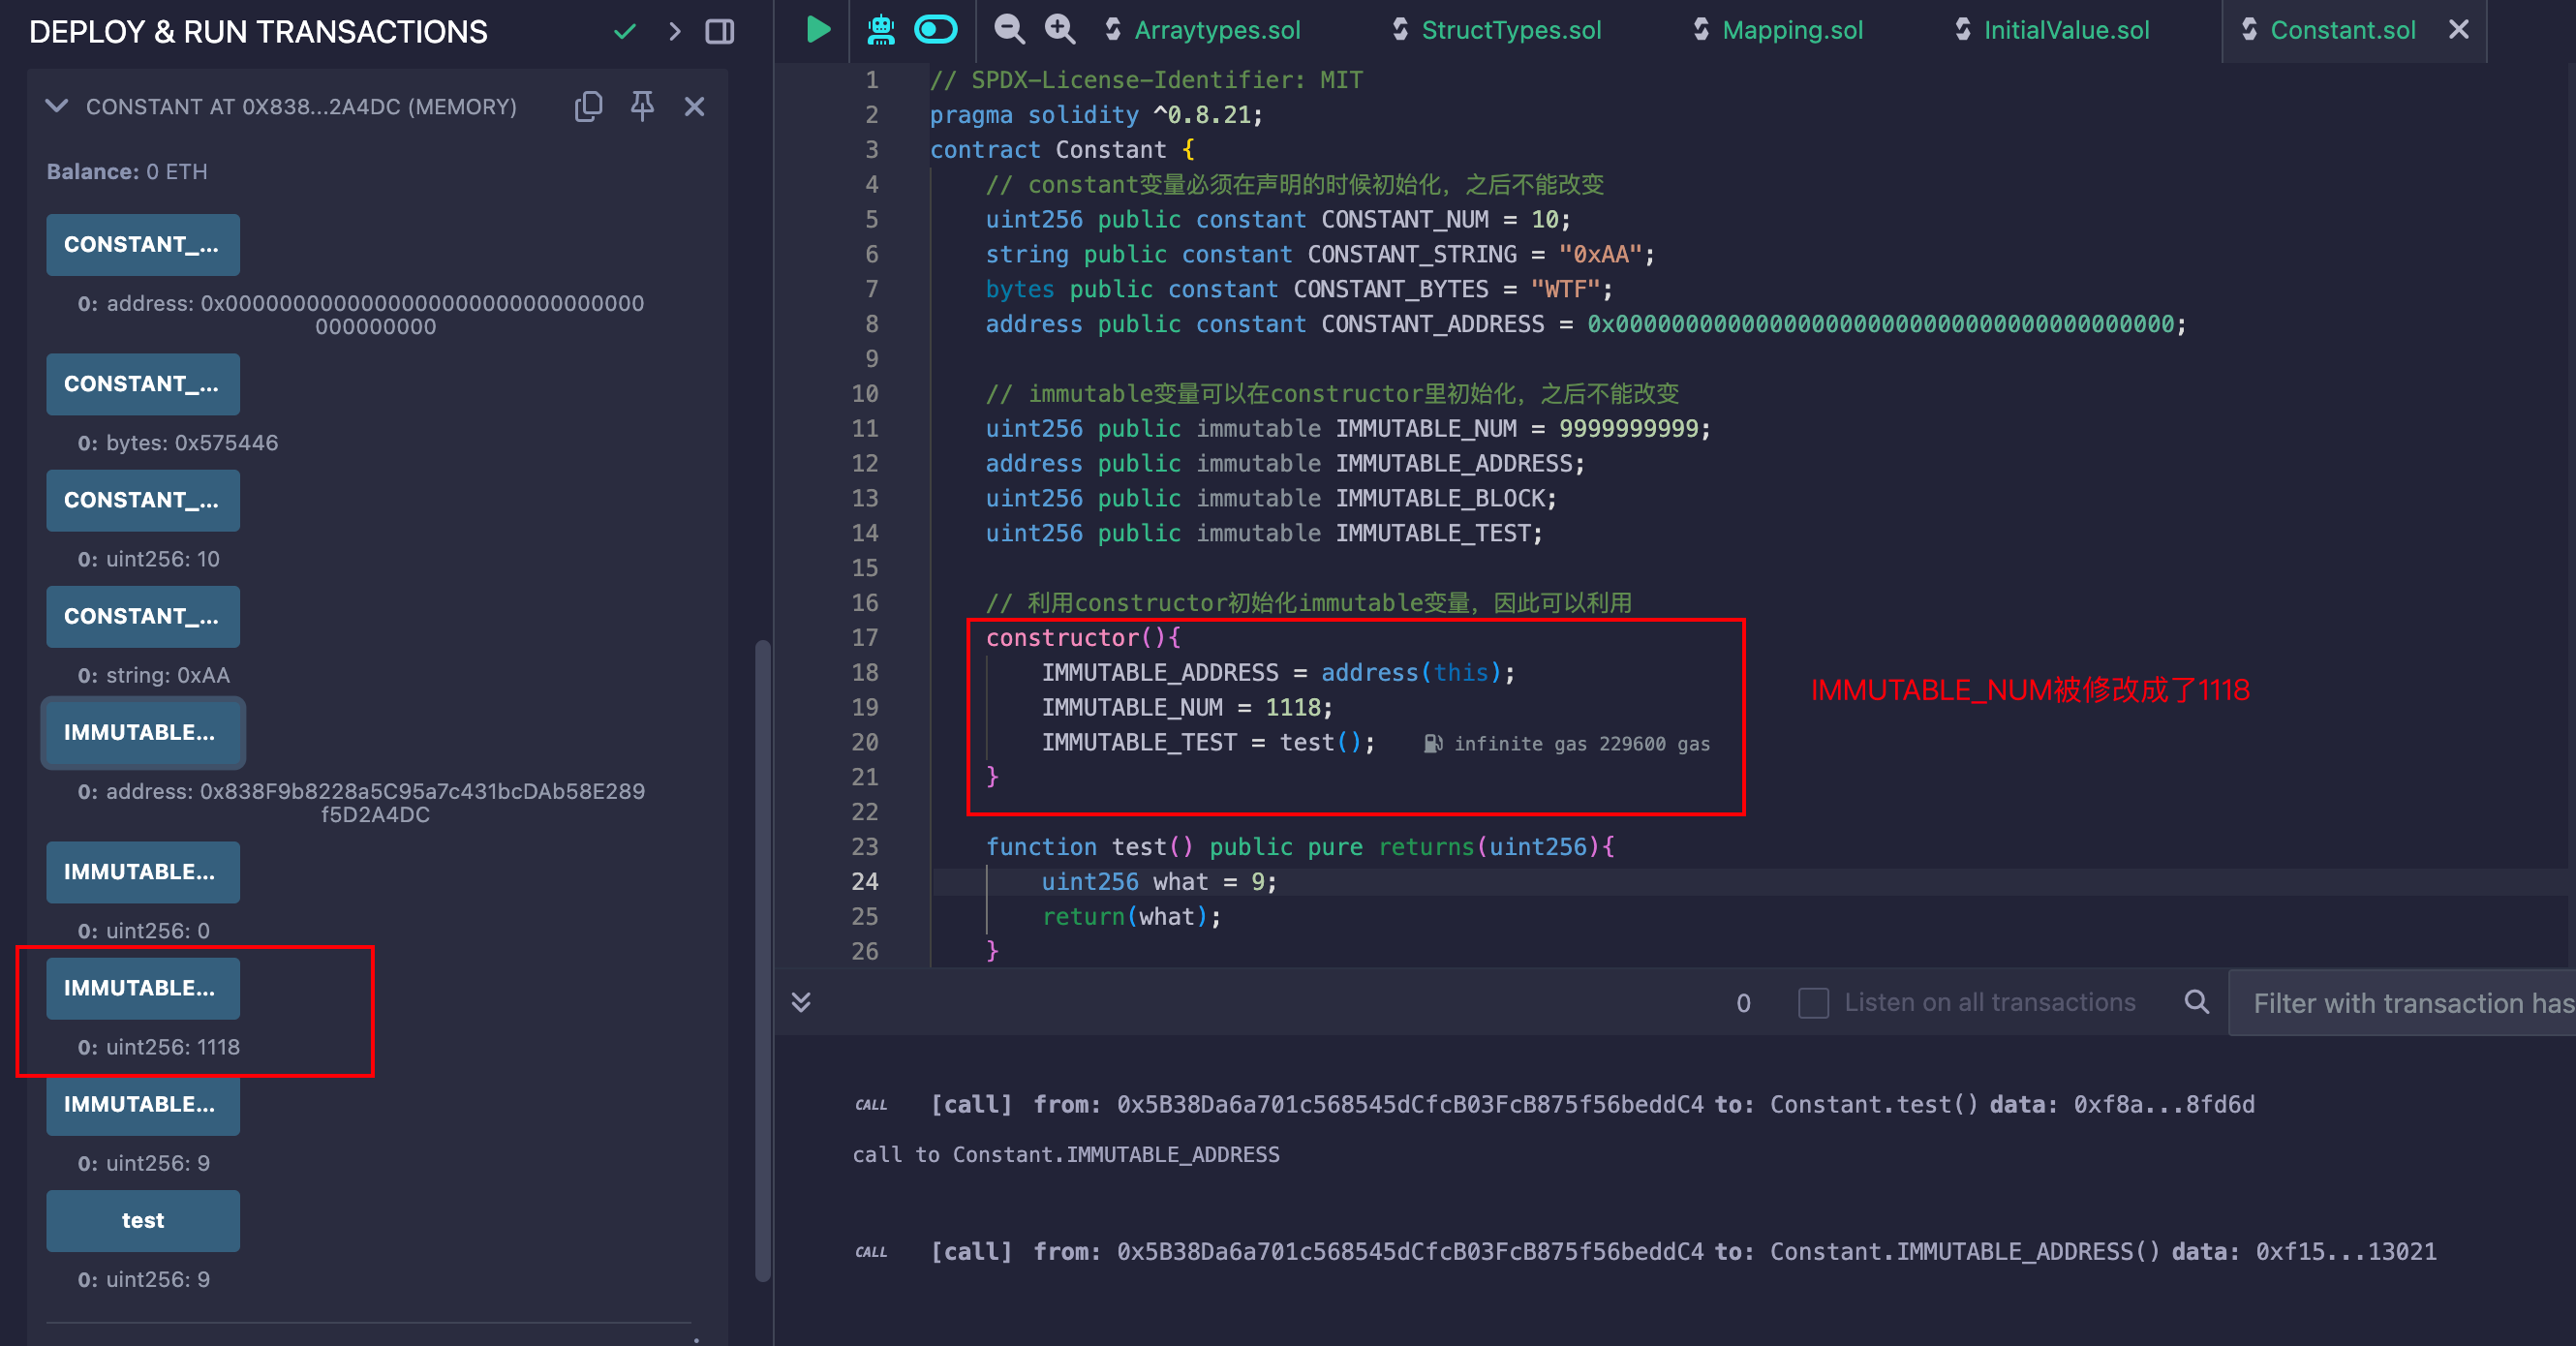 DEPLOY & RUN TRANSACTIONS
CONSTANT AT 0X838...2A4DC (MEMORY)
Balance: 0 ETH
CONSTANT_...
0: address: 0x0000000000000000000000000000000
000000000
CONSTANT_...
0: bytes: 0x575446
CONSTANT_...
0: uint256: 10
CONSTANT_...
0: string: 0xAA
IMMUTABLE...
0: address: 0x838F9b8228a5C95a7c431bcDAb58E289
f5D2A4DC
IMMUTABLE...
0: uint256: 0
IMMUTABLE...
0: uint256: 1118
IMMUTABLE...
0: uint256: 9
test
0: uint256: 9
Arraytypes.sol StructTypes.sol Mapping.sol InitialValue.sol Constant.sol
1 // SPDX-License-Identifier: MIT
2 pragma solidity ^0.8.21;
3 contract Constant {
4 // constant变量必须在声明的时候初始化，之后不能改变
5 uint256 public constant CONSTANT_NUM = 10;
6 string public constant CONSTANT_STRING = "0xAA";
7 bytes public constant CONSTANT_BYTES = "WTF";
8 address public constant CONSTANT_ADDRESS = 0x0000000000000000000000000000000000000000;
9
10 // immutable变量可以在constructor里初始化，之后不能改变
11 uint256 public immutable IMMUTABLE_NUM = 9999999999;
12 address public immutable IMMUTABLE_ADDRESS;
13 uint256 public immutable IMMUTABLE_BLOCK;
14 uint256 public immutable IMMUTABLE_TEST;
15
16 // 利用constructor初始化immutable变量，因此可以利用
17 constructor(){
18 IMMUTABLE_ADDRESS = address(this);
19 IMMUTABLE_NUM = 1118;
20 IMMUTABLE_TEST = test(); infinite gas 229600 gas
21 }
22
23 function test() public pure returns(uint256){
24 uint256 what = 9;
25 return(what);
26 }
IMMUTABLE_NUM被修改成了1118
0 Listen on all transactions Filter with transaction has
CALL [call] from: 0x5B38Da6a701c568545dCfcB03FcB875f56beddC4 to: Constant.test() data: 0xf8a...8fd6d
call to Constant.IMMUTABLE_ADDRESS
CALL [call] from: 0x5B38Da6a701c568545dCfcB03FcB875f56beddC4 to: Constant.IMMUTABLE_ADDRESS() data: 0xf15...13021